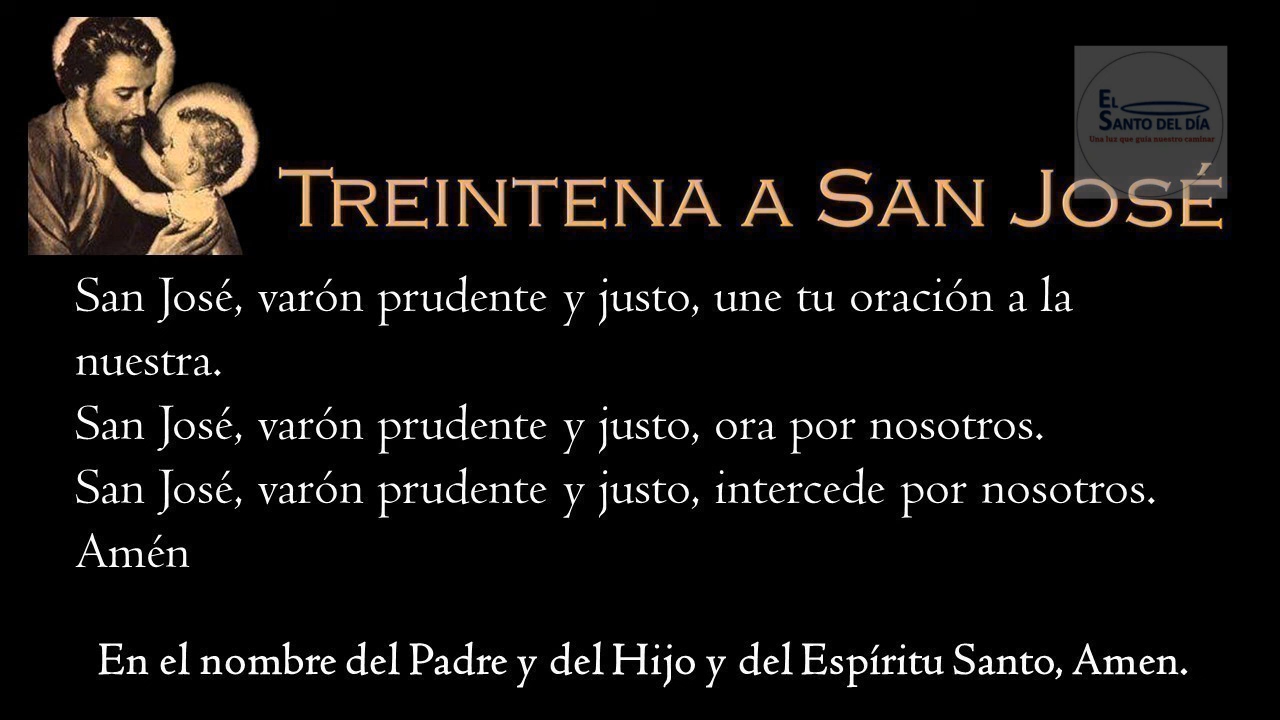 EL
SANTO DEL DÍA
Una luz que guía nuestro caminar
TREINTENA A SAN JOSÉ
San José, varón prudente y justo, une tu oración a la
nuestra.
San José, varón prudente y justo, ora por nosotros.
San José, varón prudente y justo, intercede por nosotros.
Amén
En el nombre del Padre y del Hijo y del Espíritu Santo, Amen.